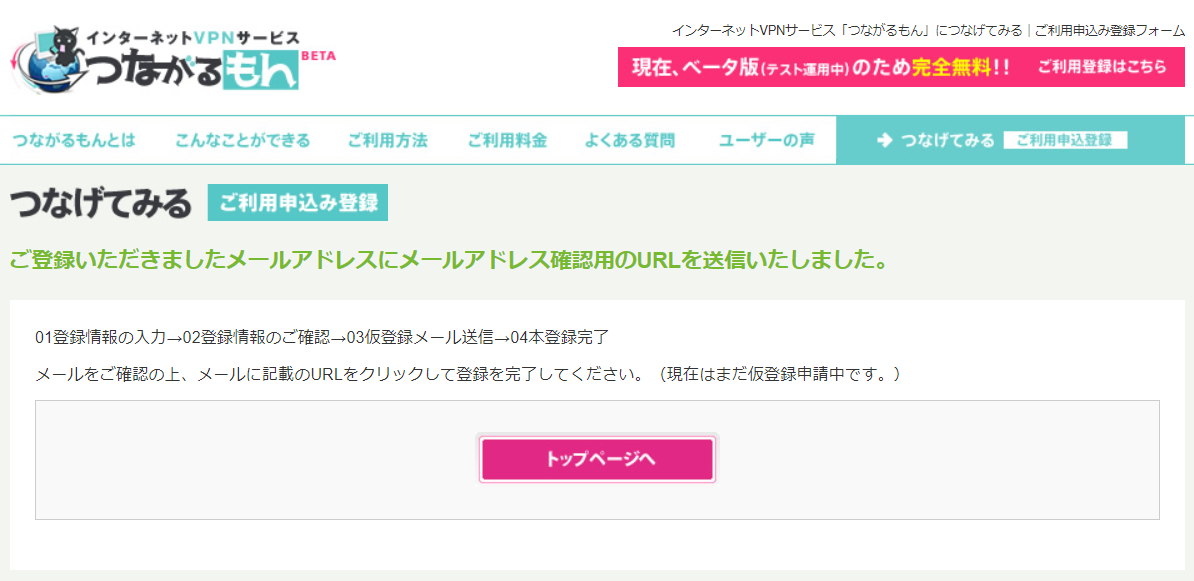 インターネットVPNサービス
つながるもん BETA
インターネットVPNサービス「つながるもん」につなげてみる｜ご利用申込み登録フォーム
現在、ベータ版(テスト運用中)のため完全無料!! ご利用登録はこちら
つながるもんとは こんなことができる ご利用方法 ご利用料金 よくある質問 ユーザーの声 つなげてみる ご利用申込登録
つなげてみる ご利用申込み登録
ご登録いただきましたメールアドレスにメールアドレス確認用のURLを送信いたしました。
01登録情報の入力→02登録情報のご確認→03仮登録メール送信→04本登録完了
メールをご確認の上、メールに記載のURLをクリックして登録を完了してください。（現在はまだ仮登録申請中です。）
トップページへ